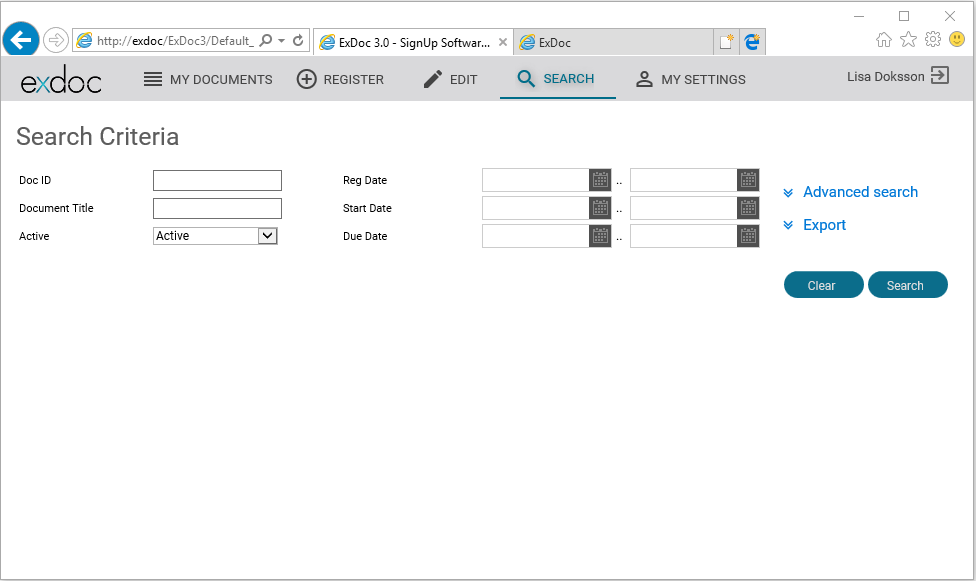 http://exdoc/ExDoc3/Default_
ExDoc 3.0 - SignUp Softwar...
ExDoc
exdoc
MY DOCUMENTS
REGISTER
EDIT
SEARCH
MY SETTINGS
Lisa Doksson
Search Criteria
Doc ID
Reg Date
..
Document Title
Start Date
..
Active
Active
Due Date
..
Advanced search
Export
Clear
Search